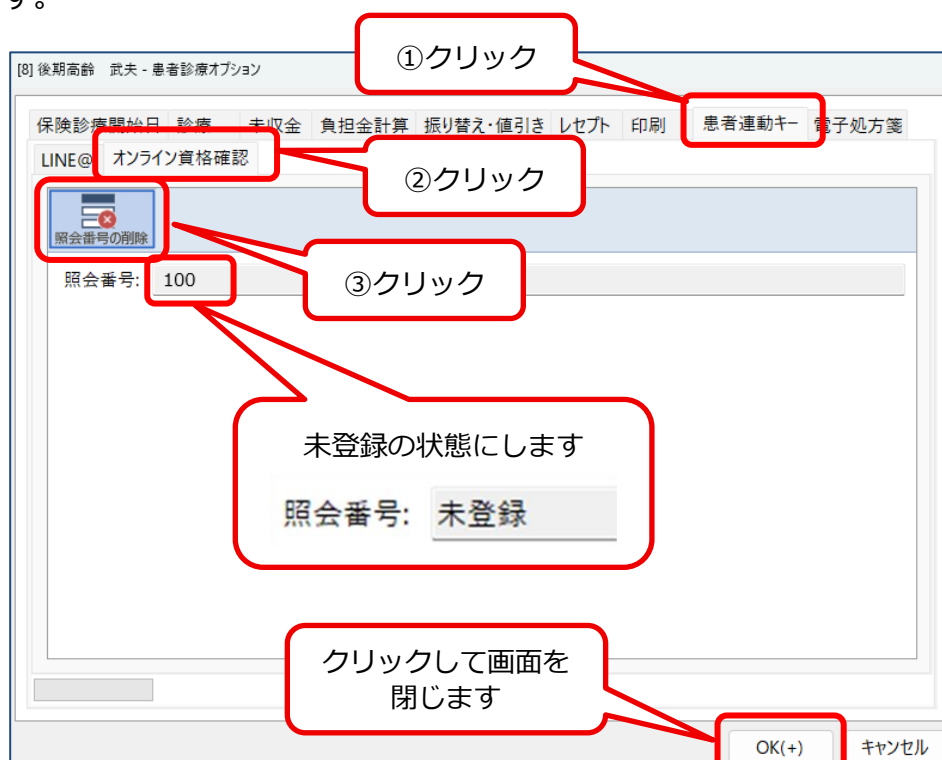 す。
①クリック
[8] 後期高齢 武夫 - 患者診療オプション
保険診療開始日 診療 未収金 負担金計算 振り替え・値引き レセプト 印刷 患者連動キー 電子処方箋
LINE@ オンライン資格確認
②クリック
照会番号の削除
照会番号: 100
③クリック
未登録の状態にします
照会番号: 未登録
クリックして画面を
閉じます
OK(+) キャンセル